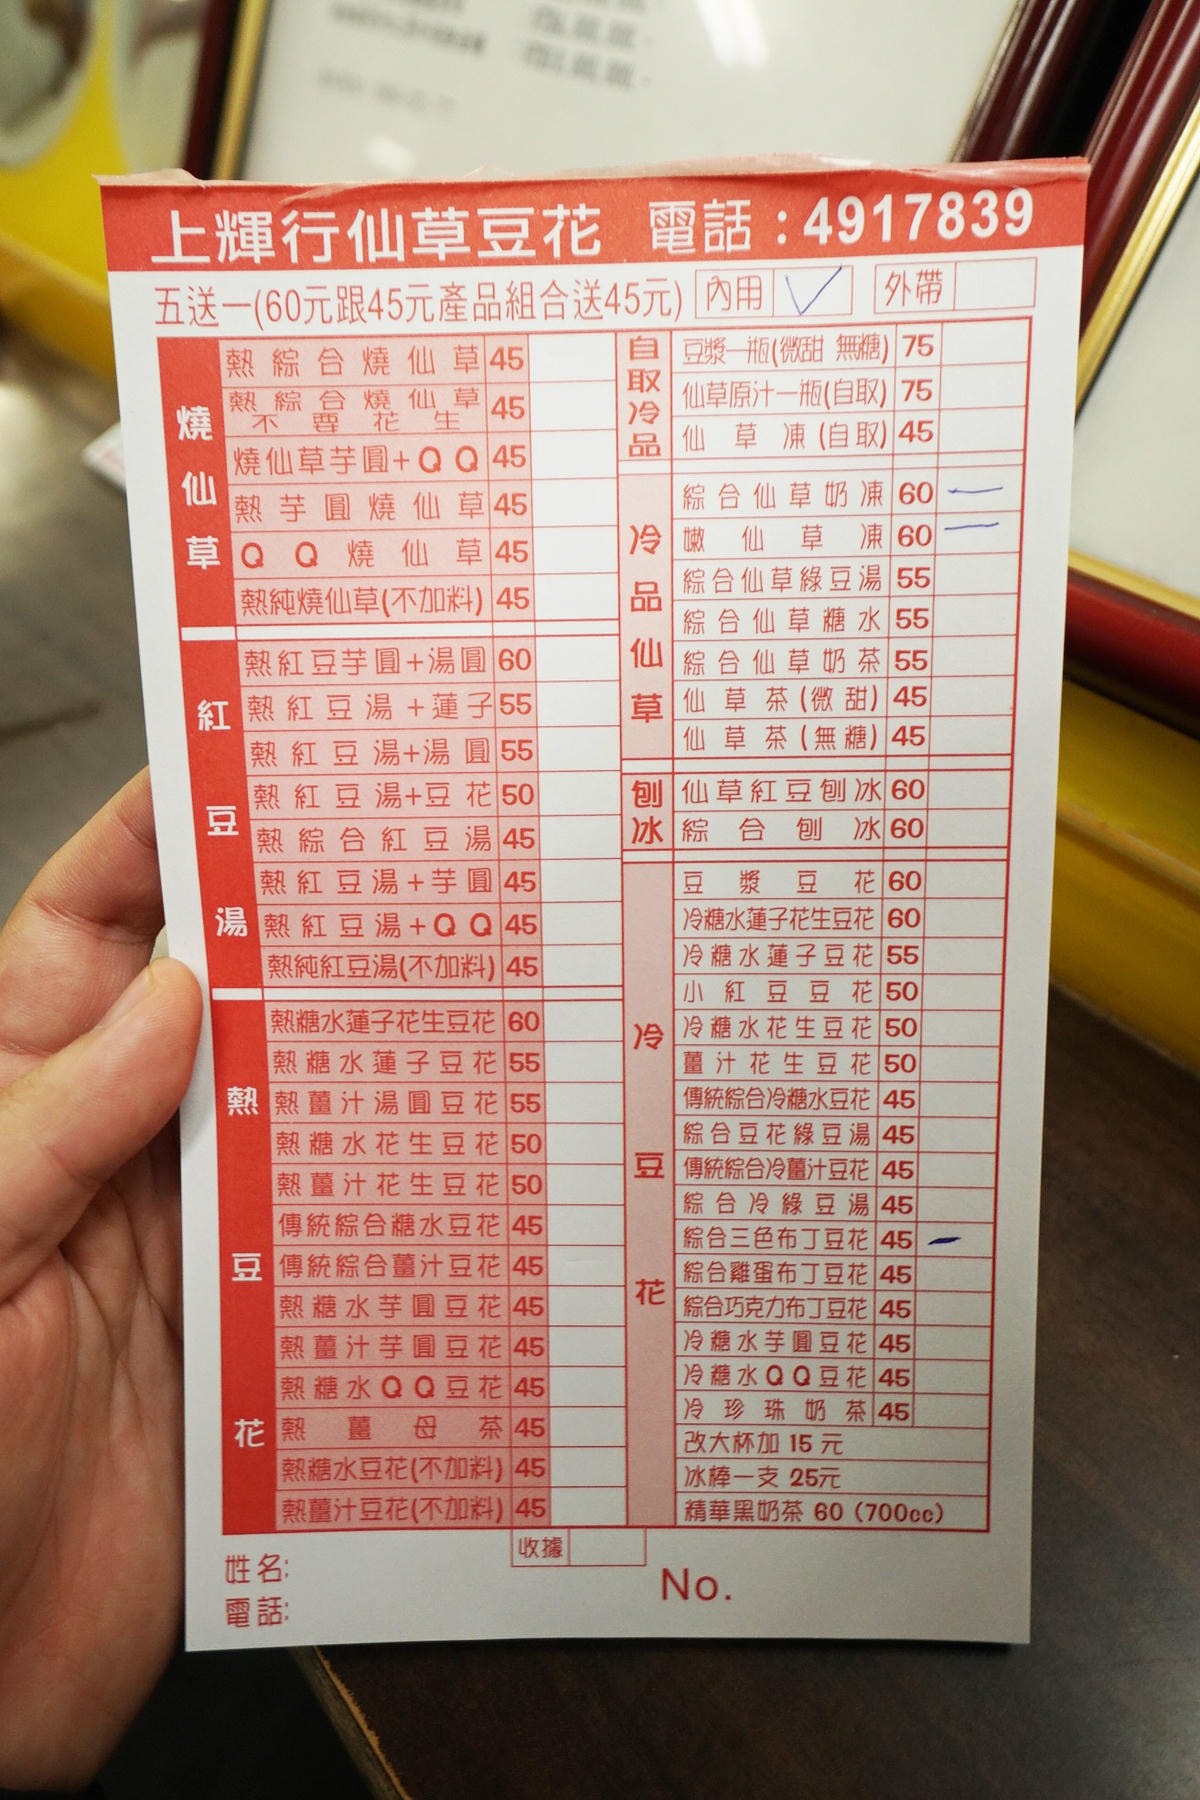 上輝行仙草豆花 電話:4917839
五送一(60元跟45元產品組合送45元) 內用 ✓ 外帶
燒仙草
熱綜合燒仙草 45
熱綜合燒仙草不要花生 45
燒仙草芋圓+QQ 45
熱芋圓燒仙草 45
QQ燒仙草 45
熱純燒仙草(不加料) 45
紅豆湯
熱紅豆芋圓+湯圓 60
熱紅豆湯+蓮子 55
熱紅豆湯+湯圓 55
熱紅豆湯+豆花 50
熱綜合紅豆湯 45
熱紅豆湯+芋圓 45
熱紅豆湯+QQ 45
熱純紅豆湯(不加料) 45
熱豆花
熱糖水蓮子花生豆花 60
熱糖水蓮子豆花 55
熱薑汁湯圓豆花 55
熱糖水花生豆花 50
熱薑汁花生豆花 50
傳統綜合糖水豆花 45
傳統綜合薑汁豆花 45
熱糖水芋圓豆花 45
熱薑汁芋圓豆花 45
熱糖水QQ豆花 45
熱薑母茶 45
熱糖水豆花(不加料) 45
熱薑汁豆花(不加料) 45
自取冷品
豆漿一瓶(微甜 無糖) 75
仙草原汁一瓶(自取) 75
仙草凍(自取) 45
冷品仙草
綜合仙草奶凍 60 一
嫩仙草凍 60 一
綜合仙草綠豆湯 55
綜合仙草糖水 55
綜合仙草奶茶 55
仙草茶(微甜) 45
仙草茶(無糖) 45
刨冰
仙草紅豆刨冰 60
綜合刨冰 60
冷豆花
豆漿豆花 60
冷糖水蓮子花生豆花 60
冷糖水蓮子豆花 55
小紅豆豆花 50
冷糖水花生豆花 50
薑汁花生豆花 50
傳統綜合冷糖水豆花 45
綜合豆花綠豆湯 45
傳統綜合冷薑汁豆花 45
綜合冷綠豆湯 45
綜合三色布丁豆花 45 一
綜合雞蛋布丁豆花 45
綜合巧克力布丁豆花 45
冷糖水芋圓豆花 45
冷糖水QQ豆花 45
冷珍珠奶茶 45
改大杯加 15 元
冰棒一支 25元
精華黑奶茶 60 (700cc)
收據
姓名:
電話:
No.